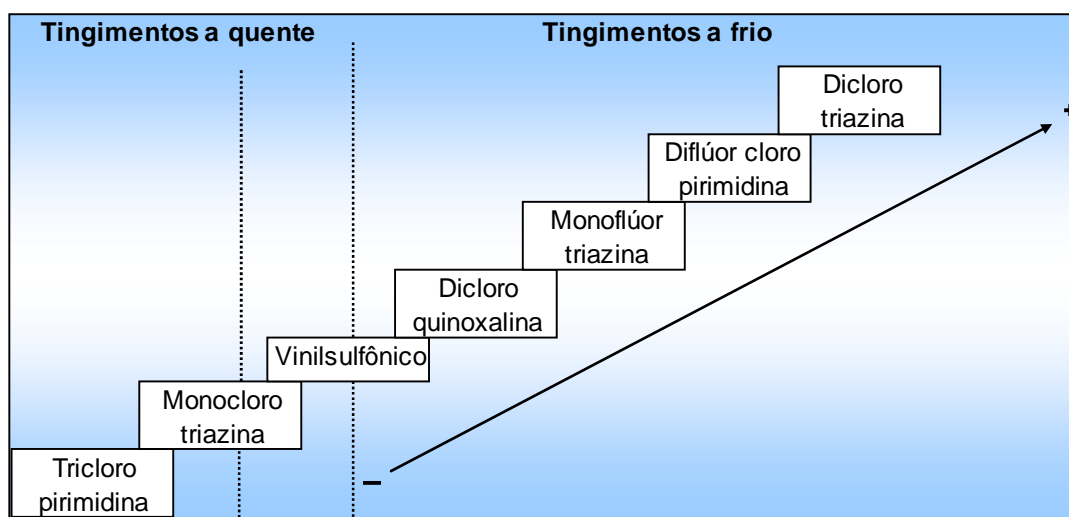 Tingimentos a quente
Tingimentos a frio
Dicloro
triazina
+
Diflúor cloro
pirimidina
Monoflúor
triazina
Dicloro
quinoxalina
Vinilsulfônico
Monocloro
triazina
Tricloro
pirimidina
−